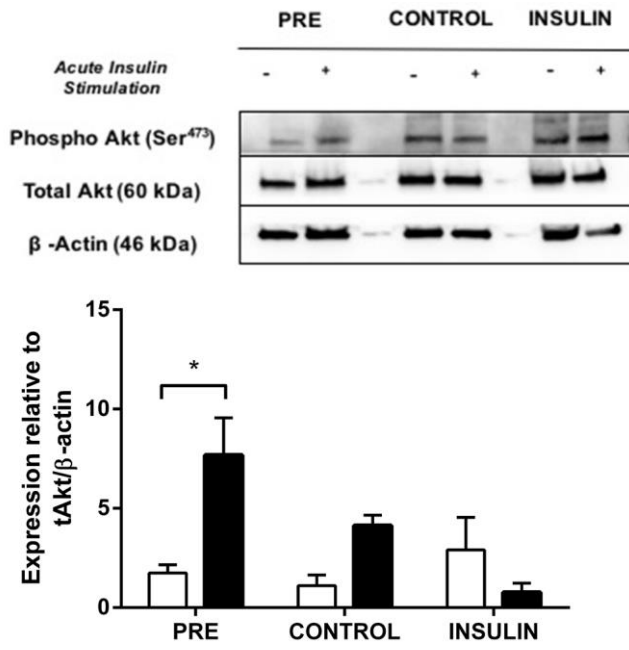 PRE CONTROL INSULIN
Acute Insulin
Stimulation
- + - + - +
Phospho Akt (Ser⁴⁷³)
Total Akt (60 kDa)
β -Actin (46 kDa)
Expression relative to
tAkt/β-actin
15
10
5
0
*
PRE CONTROL INSULIN